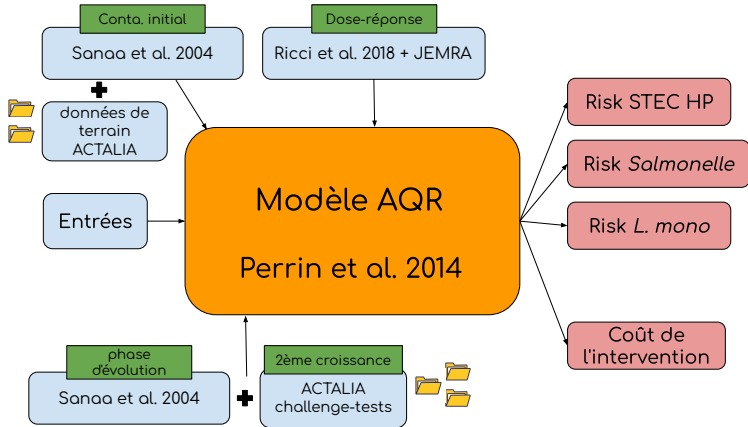 Conta. initial
Sanaa et al. 2004
données de
terrain
ACTALIA
Dose-réponse
Ricci et al. 2018 + JEMRA
Entrées
Modèle AQR
Perrin et al. 2014
Risk STEC HP
Risk Salmonelle
Risk L. mono
Coût de
l'intervention
phase
d'évolution
Sanaa et al. 2004
2ème croissance
ACTALIA
challenge-tests